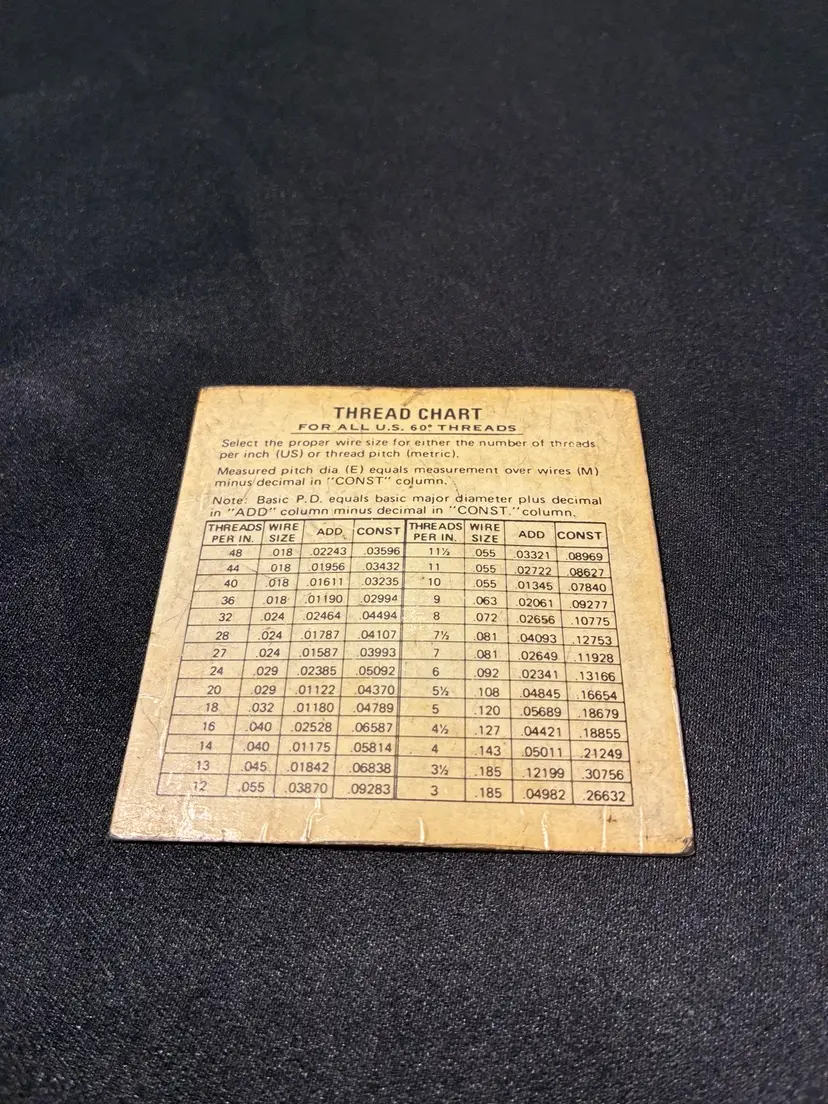 THREAD CHART
FOR ALL U.S. 60° THREADS
Select the proper wire size for either the number of threads
per inch (US) or thread pitch (metric).
Measured pitch dia (E) equals measurement over wires (M)
minus decimal in "CONST" column.
Note: Basic P.D. equals basic major diameter plus decimal
in "ADD" column minus decimal in "CONST." column.
THREADS PER IN. WIRE SIZE ADD CONST THREADS PER IN. WIRE SIZE ADD CONST
48 .018 .02243 .03596 11½ .055 .03321 .08969
44 .018 .01956 .03432 11 .055 .02722 .08627
40 .018 .01611 .03235 10 .055 .01345 .07840
36 .018 .01190 .02994 9 .063 .02061 .09277
32 .024 .02464 .04494 8 .072 .02656 .10775
28 .024 .01787 .04107 7½ .081 .04093 .12753
27 .024 .01587 .03993 7 .081 .02649 .11928
24 .029 .02385 .05092 6 .092 .02341 .13166
20 .029 .01122 .04370 5½ .108 .04845 .16654
18 .032 .01180 .04789 5 .120 .05689 .18679
16 .040 .02528 .06587 4½ .127 .04421 .18855
14 .040 .01175 .05814 4 .143 .05011 .21249
13 .045 .01842 .06838 3½ .185 .12199 .30756
12 .055 .03870 .09283 3 .185 .04982 .26632